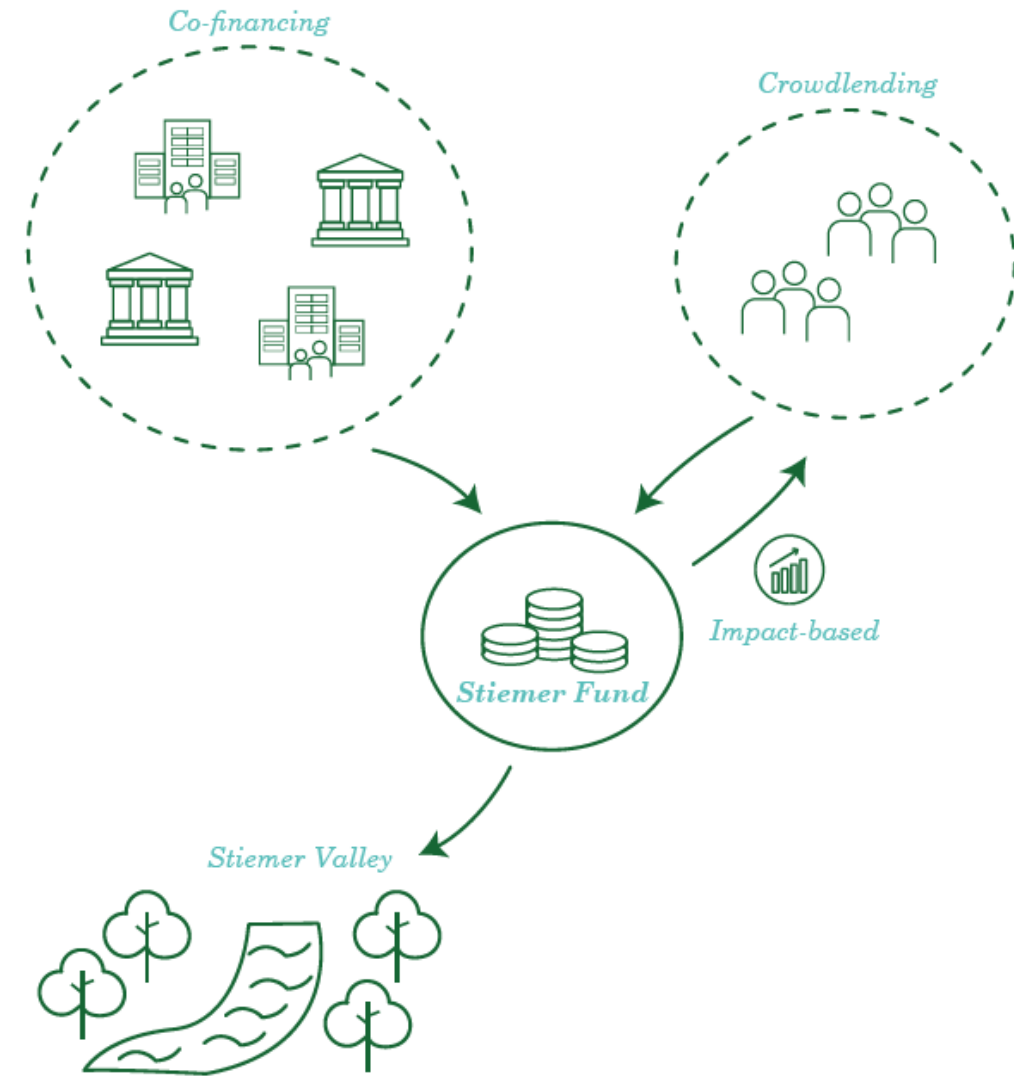 Co-financing
Crowdlending
Impact-based
Stiemer Fund
Stiemer Valley